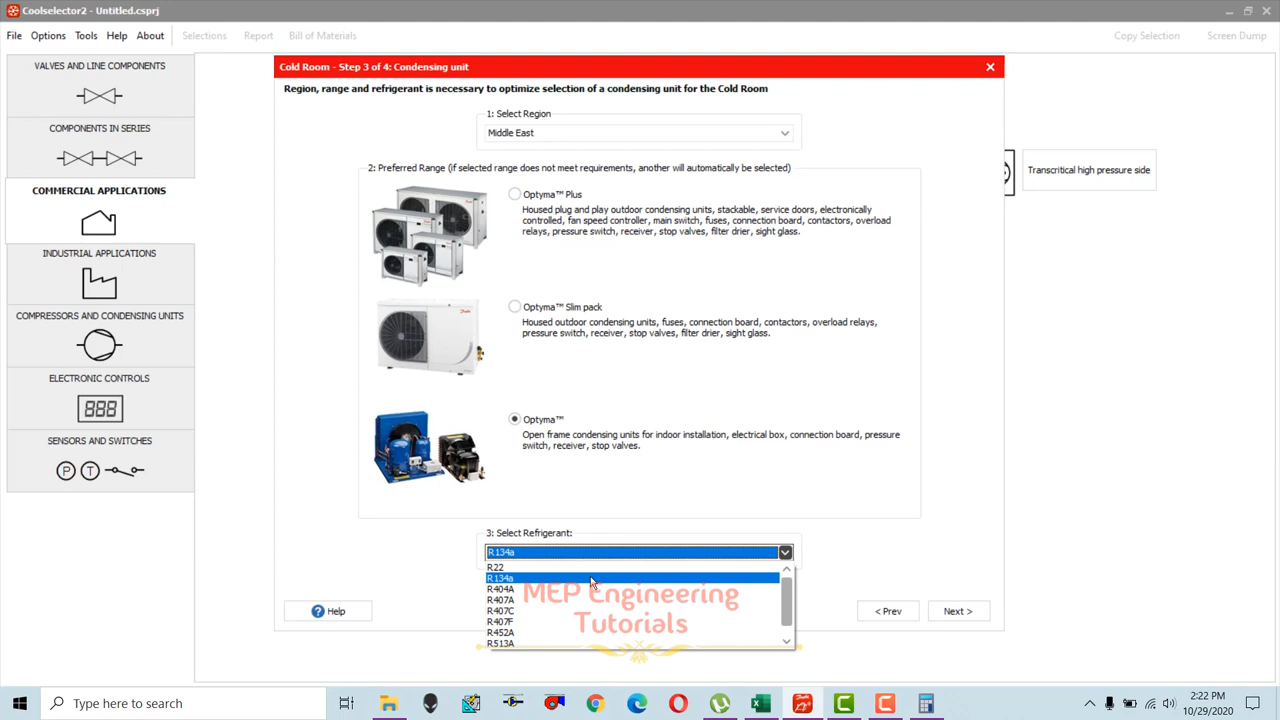 Coolselector2 - Untitled.csprj
File Options Tools Help About Selections Report Bill of Materials Copy Selection Screen Dump
VALVES AND LINE COMPONENTS
COMPONENTS IN SERIES
COMMERCIAL APPLICATIONS
INDUSTRIAL APPLICATIONS
COMPRESSORS AND CONDENSING UNITS
ELECTRONIC CONTROLS
888
SENSORS AND SWITCHES
P T
Cold Room - Step 3 of 4: Condensing unit
Region, range and refrigerant is necessary to optimize selection of a condensing unit for the Cold Room
1: Select Region
Middle East
2: Preferred Range (if selected range does not meet requirements, another will automatically be selected)
Optyma™ Plus
Housed plug and play outdoor condensing units, stackable, service doors, electronically
controlled, fan speed controller, main switch, fuses, connection board, contactors, overload
relays, pressure switch, receiver, stop valves, filter drier, sight glass.
Optyma™ Slim pack
Housed outdoor condensing units, fuses, connection board, contactors, overload relays,
pressure switch, receiver, stop valves, filter drier, sight glass.
Optyma™
Open frame condensing units for indoor installation, electrical box, connection board, pressure
switch, receiver, stop valves.
3: Select Refrigerant:
R134a
R22
R134a
R404A
R407A
R407C
R407F
R452A
R513A
MEP Engineering
Tutorials
Help
< Prev
Next >
Transcritical high pressure side
Type here to search
2:22 PM
10/29/2020